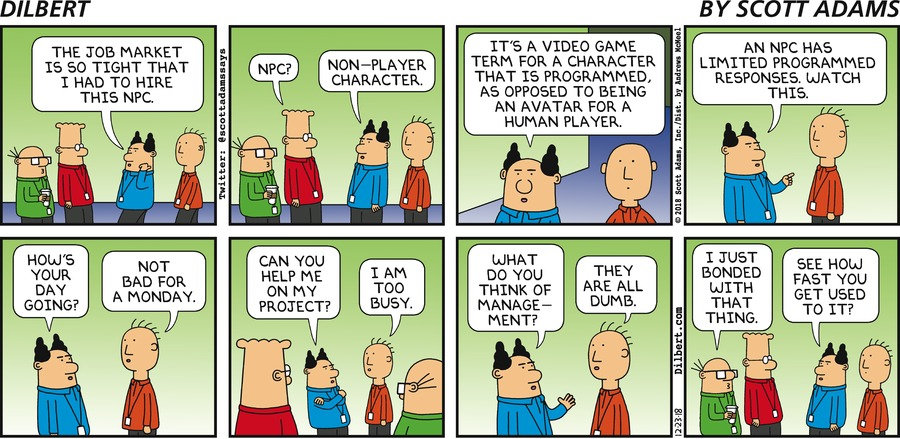 DILBERT
BY SCOTT ADAMS
THE JOB MARKET
IS SO TIGHT THAT
I HAD TO HIRE
THIS NPC.
Twitter: @scottadamssays
NPC?
NON-PLAYER
CHARACTER.
IT'S A VIDEO GAME
TERM FOR A CHARACTER
THAT IS PROGRAMMED,
AS OPPOSED TO BEING
AN AVATAR FOR A
HUMAN PLAYER.
© 2018 Scott Adams, Inc./Dist. by Andrews McMeel
AN NPC HAS
LIMITED PROGRAMMED
RESPONSES. WATCH
THIS.
HOW'S
YOUR
DAY
GOING?
NOT
BAD FOR
A MONDAY.
CAN YOU
HELP ME
ON MY
PROJECT?
I AM
TOO
BUSY.
WHAT
DO YOU
THINK OF
MANAGE-
MENT?
THEY
ARE ALL
DUMB.
Dilbert.com
12-23-18
I JUST
BONDED
WITH
THAT
THING.
SEE HOW
FAST YOU
GET USED
TO IT?